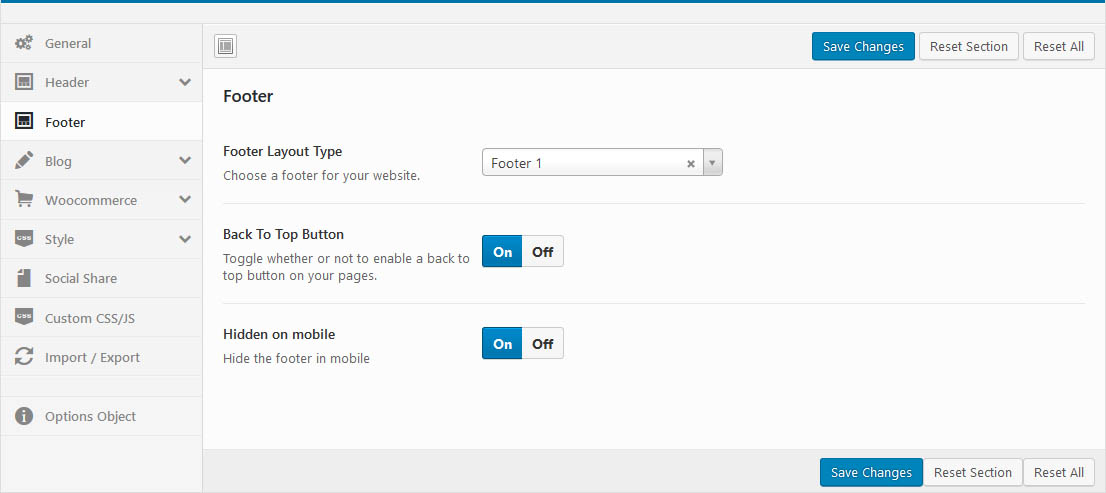 General
Header
Footer
Blog
Woocommerce
CSS
Style
Social Share
CSS
Custom CSS/JS
Import / Export
Options Object
Save Changes
Reset Section
Reset All
Footer
Footer Layout Type
Choose a footer for your website.
Footer 1
Back To Top Button
Toggle whether or not to enable a back to
top button on your pages.
On Off
Hidden on mobile
Hide the footer in mobile
On Off
Save Changes
Reset Section
Reset All